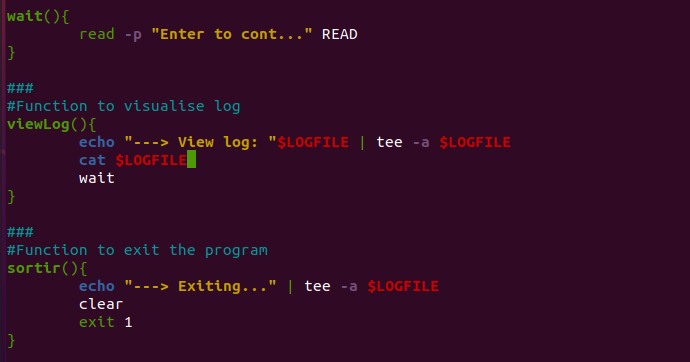 wait(){
        read -p "Enter to cont..." READ
}

###
#Function to visualise log
viewLog(){
        echo "---> View log: "$LOGFILE | tee -a $LOGFILE
        cat $LOGFILE
        wait
}

###
#Function to exit the program
sortir(){
        echo "---> Exiting..." | tee -a $LOGFILE
        clear
        exit 1
}